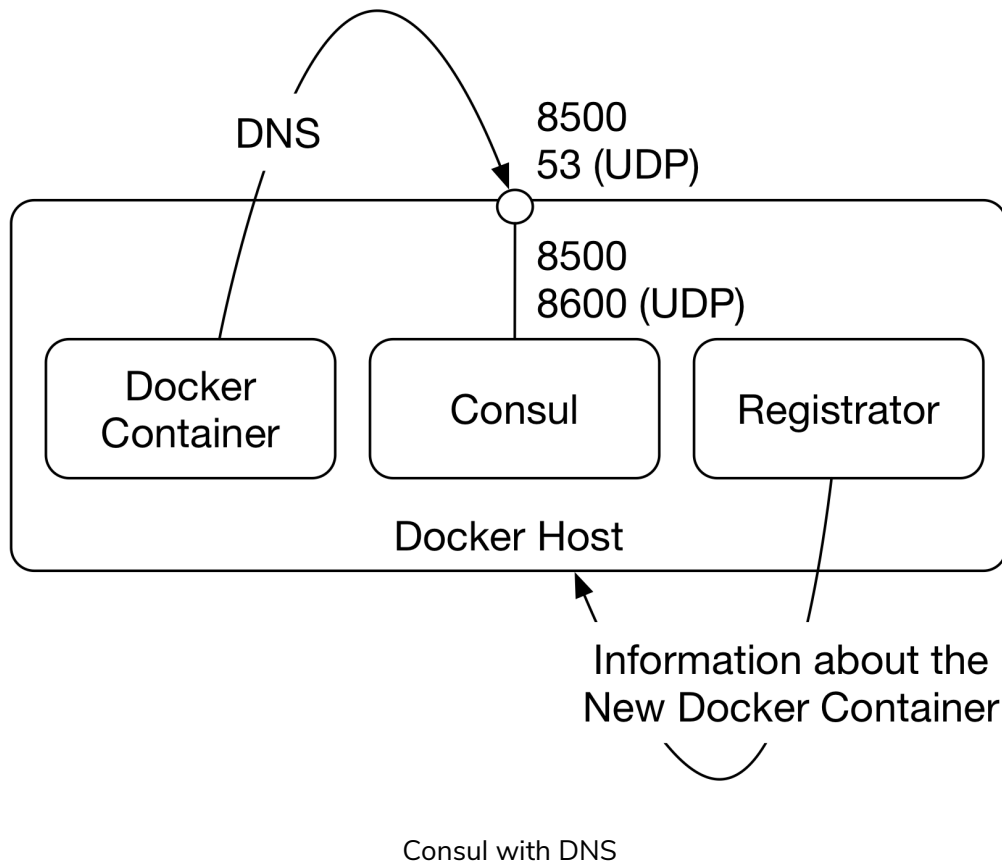 8500
DNS
53 (UDP)
8500
8600 (UDP)
Docker
Container
Consul
Registrator
Docker Host
Information about the
New Docker Container
Consul with DNS